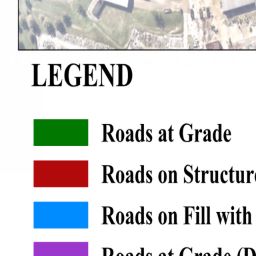 LEGEND
Roads at Grade
Roads on Structure
Roads on Fill with
Roads at Grade (D